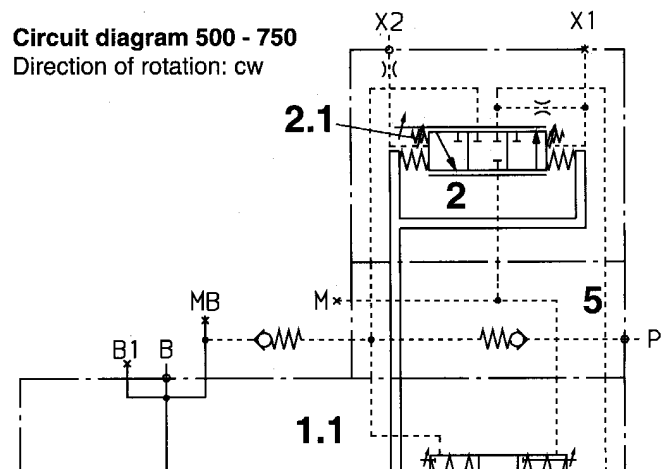 Circuit diagram 500 - 750
Direction of rotation: cw
X2
X1
2.1
2
MB
M
5
B1
B
P
1.1